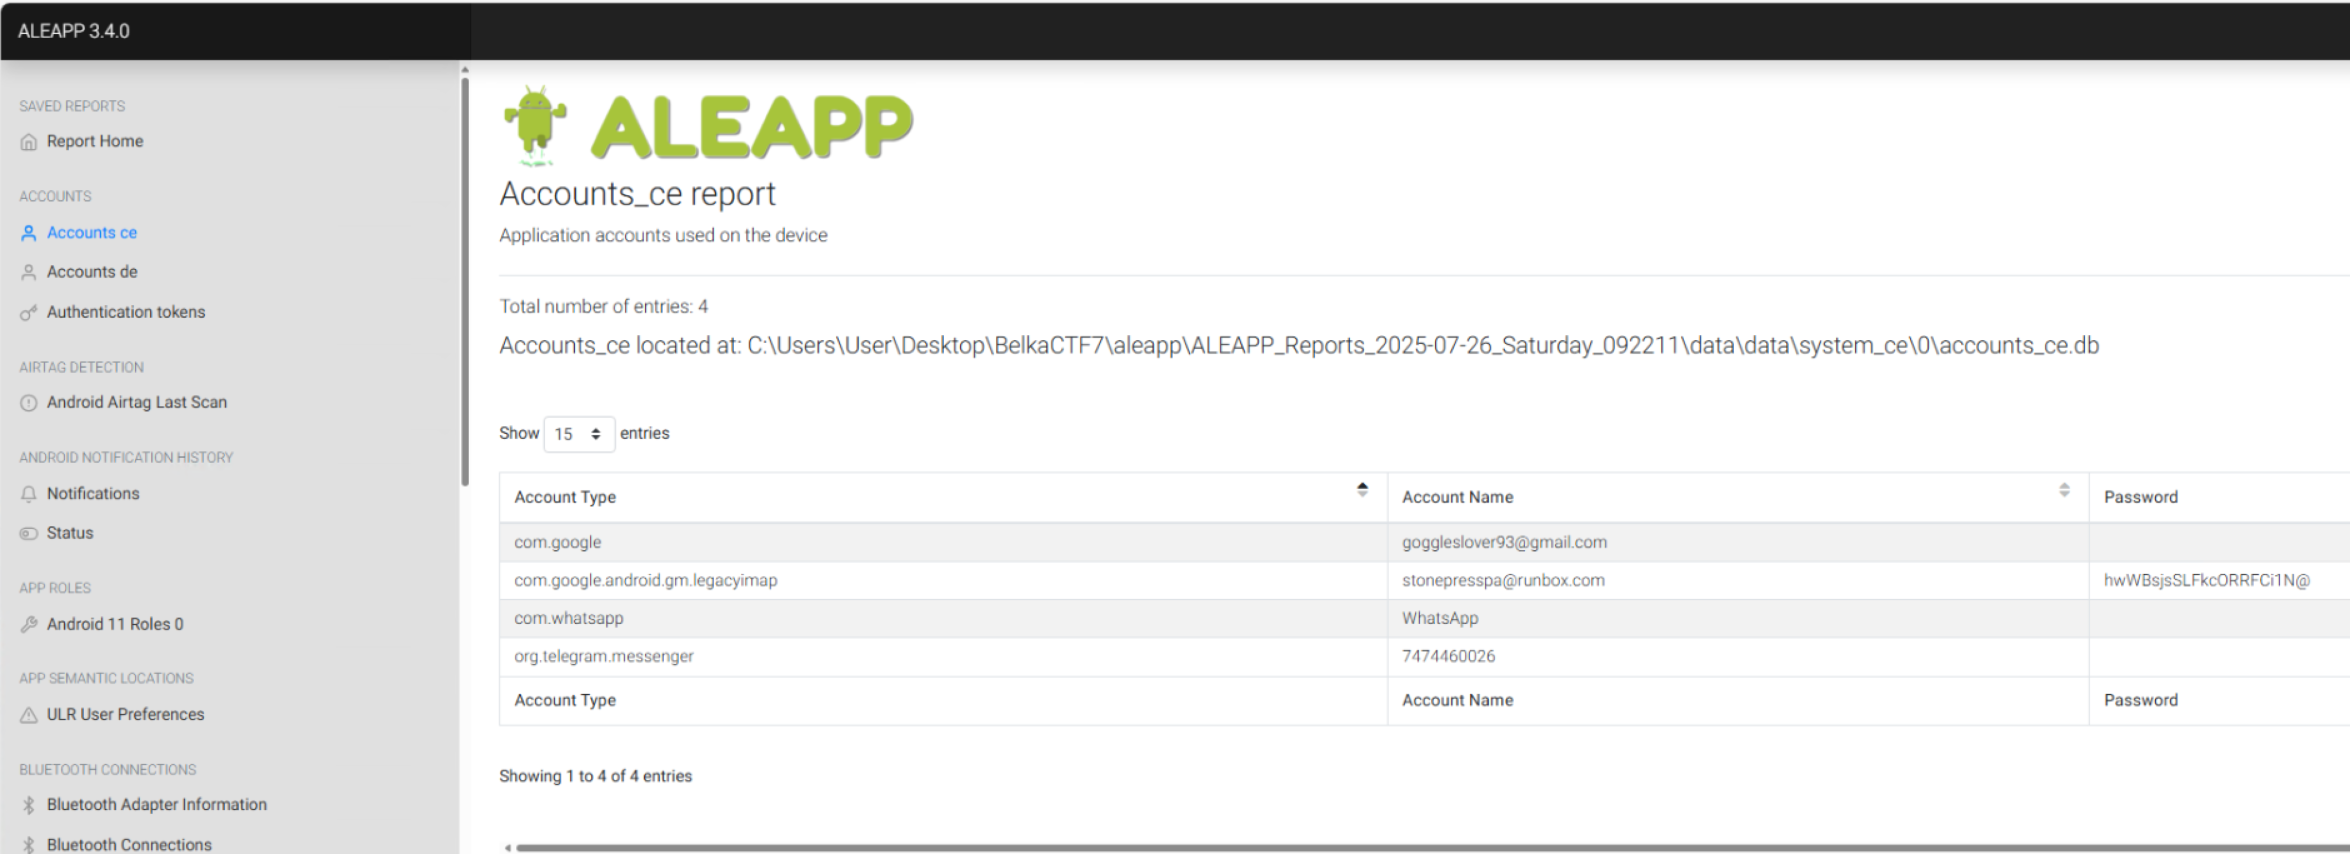 ALEAPP 3.4.0
SAVED REPORTS
Report Home
ACCOUNTS
Accounts ce
Accounts de
Authentication tokens
AIRTAG DETECTION
Android Airtag Last Scan
ANDROID NOTIFICATION HISTORY
Notifications
Status
APP ROLES
Android 11 Roles 0
APP SEMANTIC LOCATIONS
ULR User Preferences
BLUETOOTH CONNECTIONS
Bluetooth Adapter Information
Bluetooth Connections
ALEAPP
Accounts_ce report
Application accounts used on the device
Total number of entries: 4
Accounts_ce located at: C:\Users\User\Desktop\BelkaCTF7\aleapp\ALEAPP_Reports_2025-07-26_Saturday_092211\data\data\system_ce\0\accounts_ce.db
Show 15 entries
Account Type Account Name Password
com.google goggleslover93@gmail.com
com.google.android.gm.legacyimap stonepresspa@runbox.com hwWBsjsSLFkcORRFCi1N@
com.whatsapp WhatsApp
org.telegram.messenger 7474460026
Account Type Account Name Password
Showing 1 to 4 of 4 entries